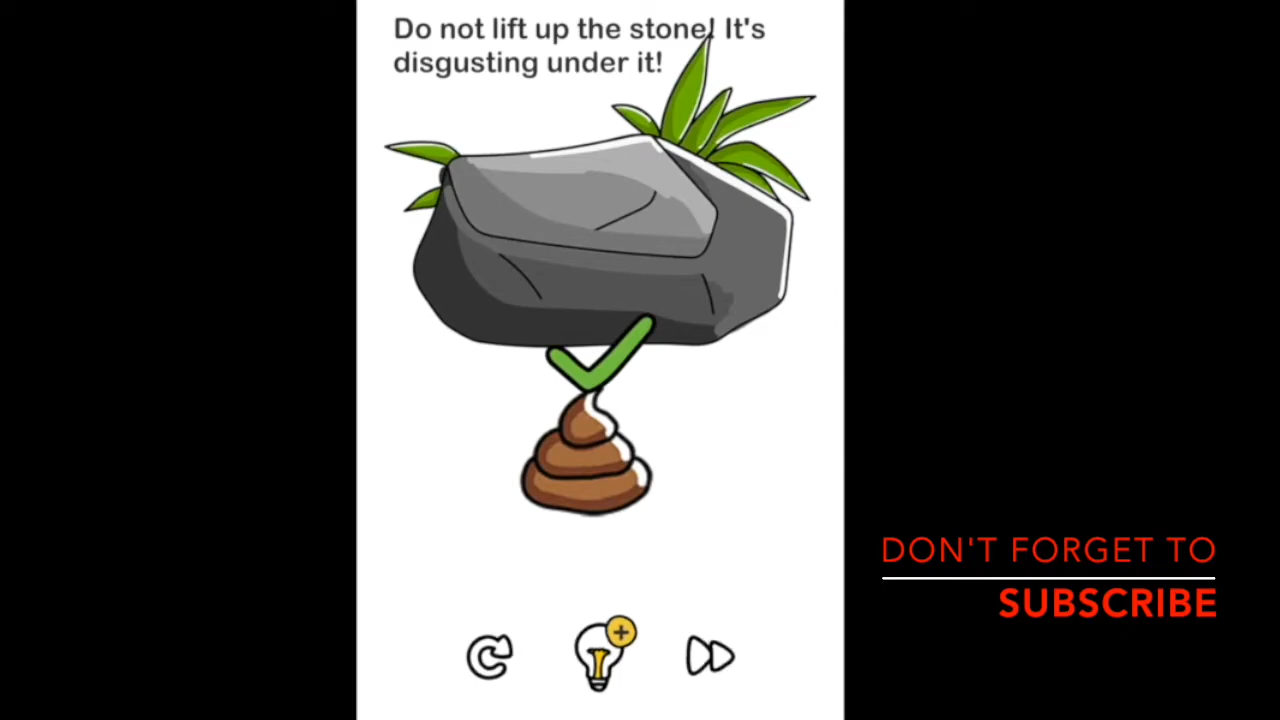 Do not lift up the stone! It's
disgusting under it!
DON'T FORGET TO
SUBSCRIBE